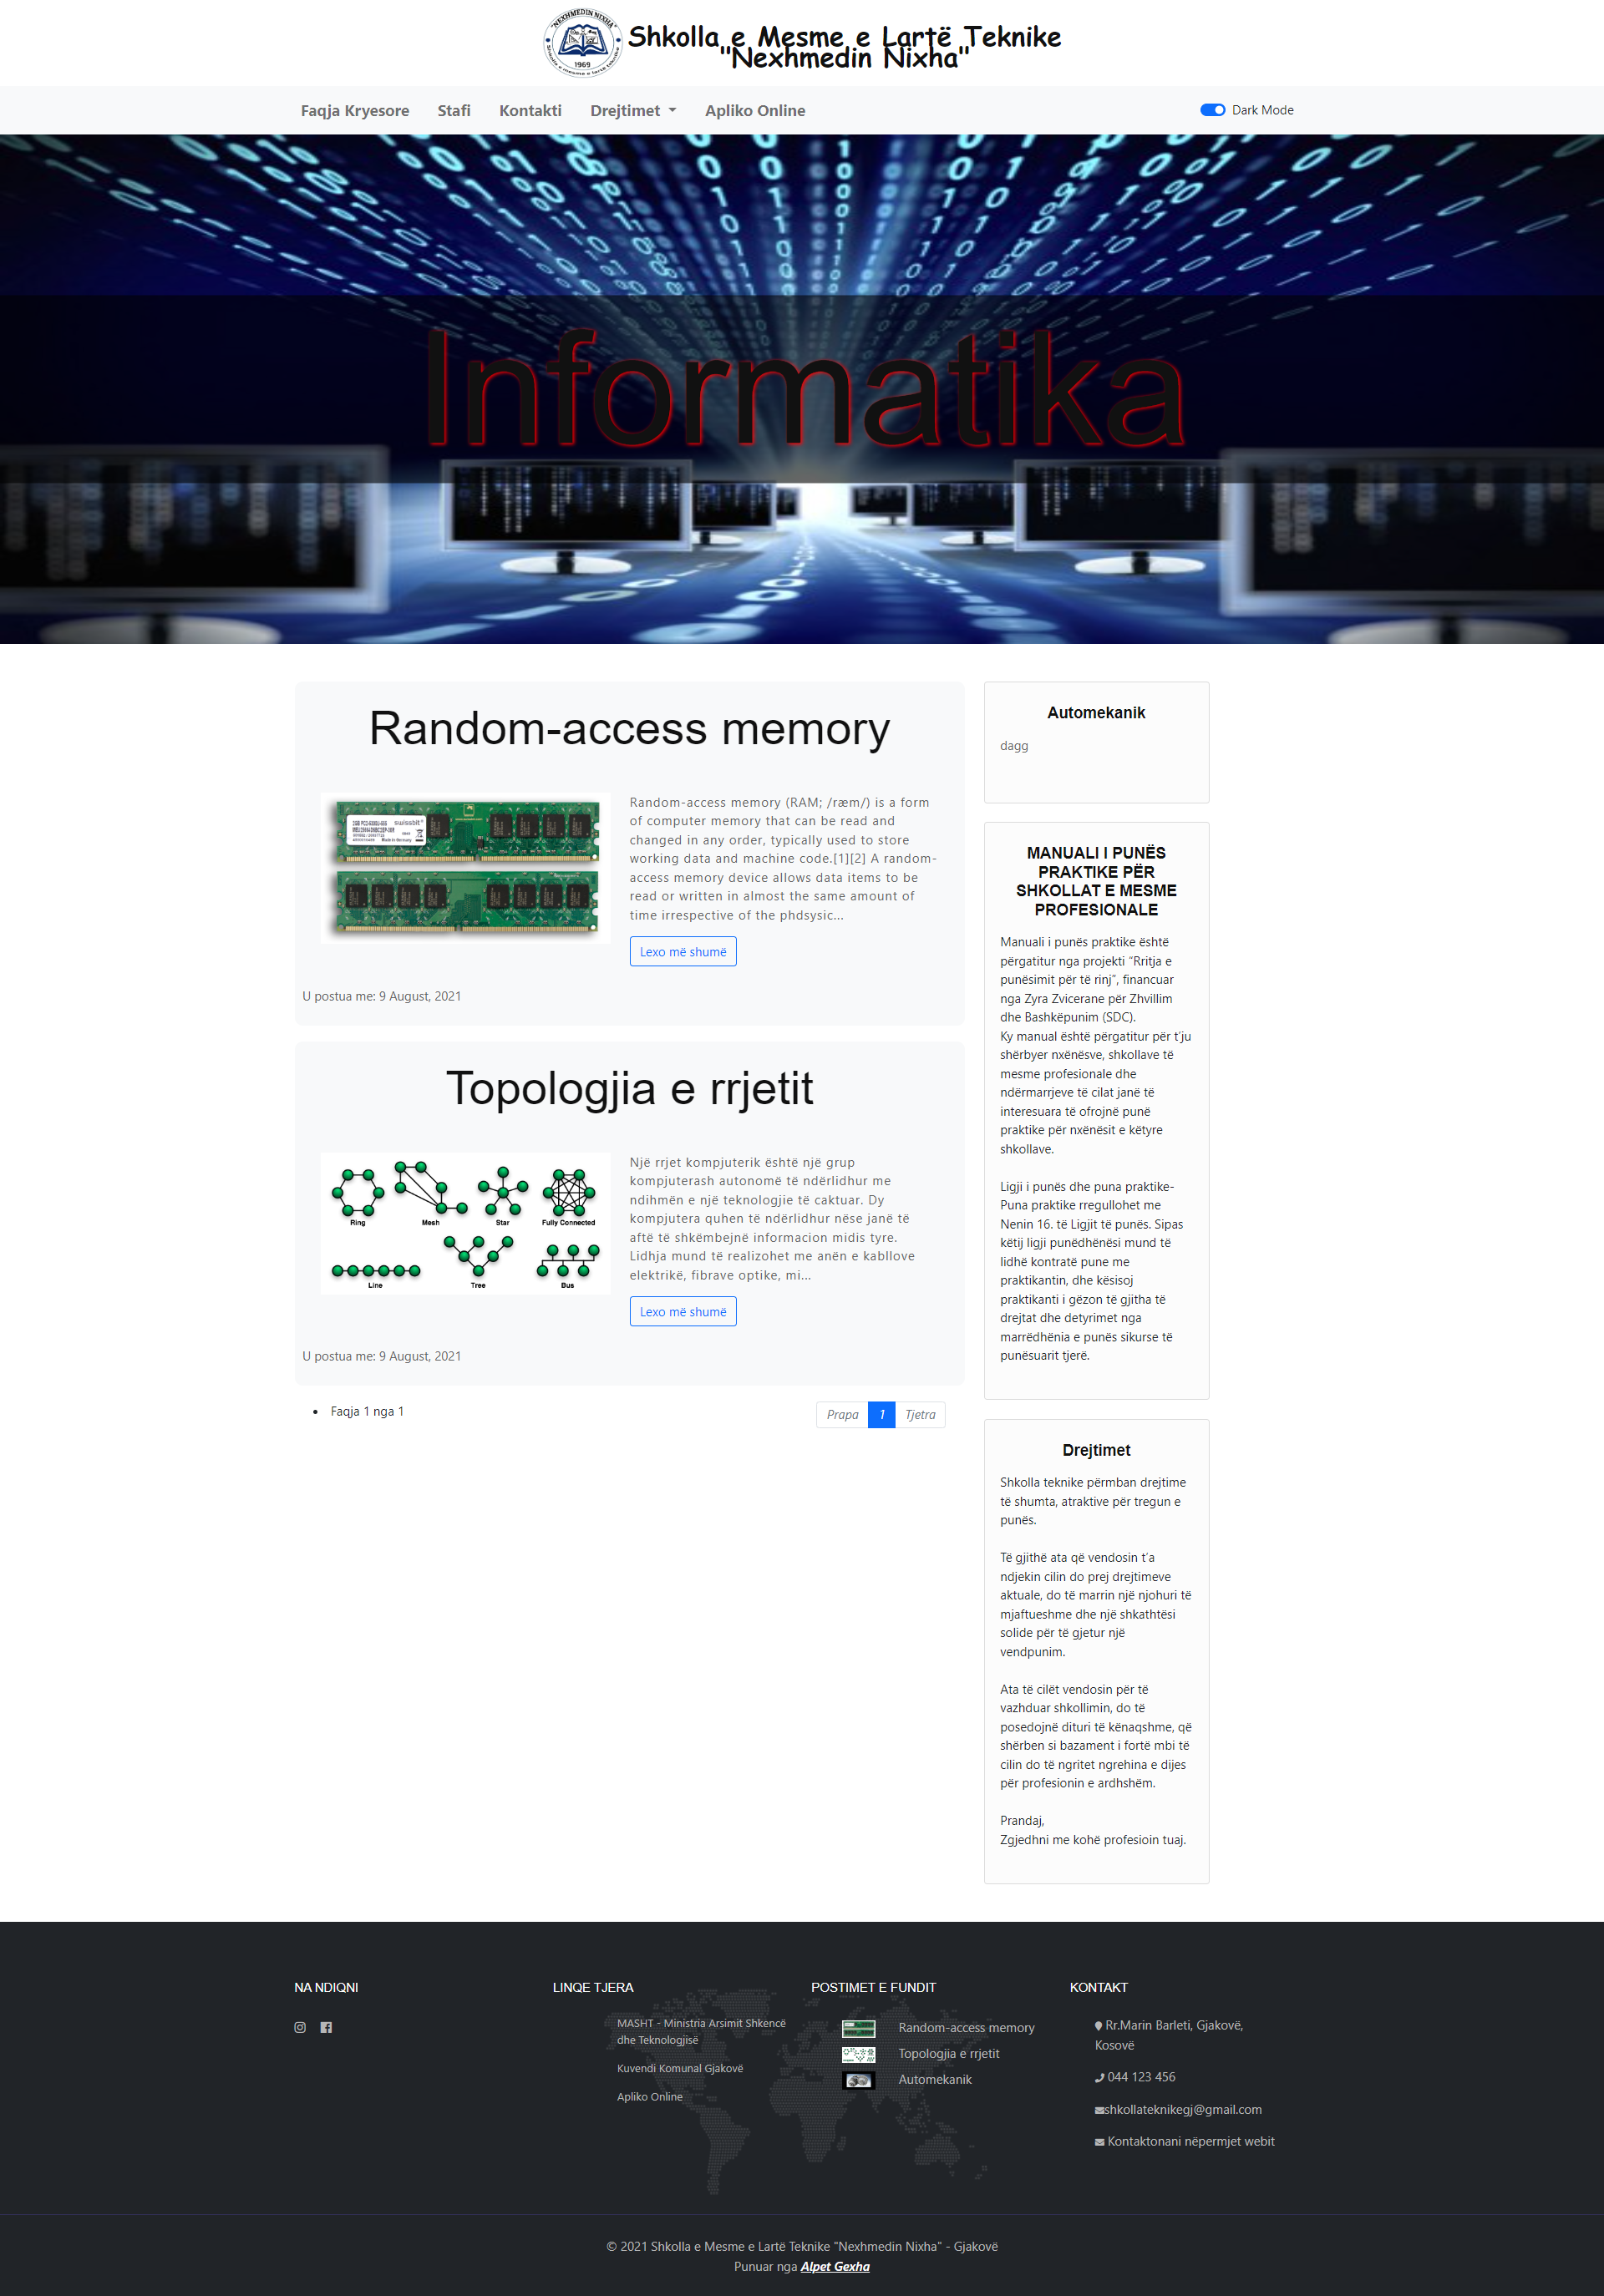 "NEXHMEDIN NIXHA"
1969
Shkolla e mesme e lartë teknike
Shkolla e Mesme e Lartë Teknike
"Nexhmedin Nixha"
Faqja Kryesore
Stafi
Kontakti
Drejtimet
Apliko Online
Dark Mode
Informatika
Random-access memory
swissbit
Random-access memory (RAM; /ræm/) is a form
of computer memory that can be read and
changed in any order, typically used to store
working data and machine code.[1][2] A random-
access memory device allows data items to be
read or written in almost the same amount of
time irrespective of the phdsysic...
Lexo më shumë
U postua me: 9 August, 2021
Topologjia e rrjetit
Ring
Mesh
Star
Fully Connected
Line
Tree
Bus
Një rrjet kompjuterik është një grup
kompjuterash autonomë të ndërlidhur me
ndihmën e një teknologjie të caktuar. Dy
kompjutera quhen të ndërlidhur nëse janë të
aftë të shkëmbejnë informacion midis tyre.
Lidhja mund të realizohet me anën e kabllove
elektrikë, fibrave optike, mi...
Lexo më shumë
U postua me: 9 August, 2021
Faqja 1 nga 1
Prapa
1
Tjetra
Automekanik
dagg
MANUALI I PUNËS
PRAKTIKE PËR
SHKOLLAT E MESME
PROFESIONALE
Manuali i punës praktike është
përgatitur nga projekti “Rritja e
punësimit për të rinj”, financuar
nga Zyra Zvicerane për Zhvillim
dhe Bashkëpunim (SDC).
Ky manual është përgatitur për t’ju
shërbyer nxënësve, shkollave të
mesme profesionale dhe
ndërmarrjeve të cilat janë të
interesuara të ofrojnë punë
praktike për nxënësit e këtyre
shkollave.
Ligji i punës dhe puna praktike-
Puna praktike rregullohet me
Nenin 16. të Ligjit të punës. Sipas
këtij ligji punëdhënësi mund të
lidhë kontratë pune me
praktikantin, dhe kësisoj
praktikanti i gëzon të gjitha të
drejtat dhe detyrimet nga
marrëdhënia e punës sikurse të
punësuarit tjerë.
Drejtimet
Shkolla teknike përmban drejtime
të shumta, atraktive për tregun e
punës.
Të gjithë ata që vendosin t’a
ndjekin cilin do prej drejtimeve
aktuale, do të marrin një njohuri të
mjaftueshme dhe një shkathtësi
solide për të gjetur një
vendpunim.
Ata të cilët vendosin për të
vazhduar shkollimin, do të
posedojnë dituri të kënaqshme, që
shërben si bazament i fortë mbi të
cilin do të ngritet ngrehina e dijes
për profesionin e ardhshëm.
Prandaj,
Zgjedhni me kohë profesioin tuaj.
NA NDIQNI
LINQE TJERA
MASHT - Ministria Arsimit Shkencë
dhe Teknologjisë
Kuvendi Komunal Gjakovë
Apliko Online
POSTIMET E FUNDIT
Random-access memory
Topologjia e rrjetit
Automekanik
KONTAKT
Rr.Marin Barleti, Gjakovë,
Kosovë
044 123 456
shkollateknikegj@gmail.com
Kontaktonani nëpermjet webit
© 2021 Shkolla e Mesme e Lartë Teknike "Nexhmedin Nixha" - Gjakovë
Punuar nga Alpet Gexha